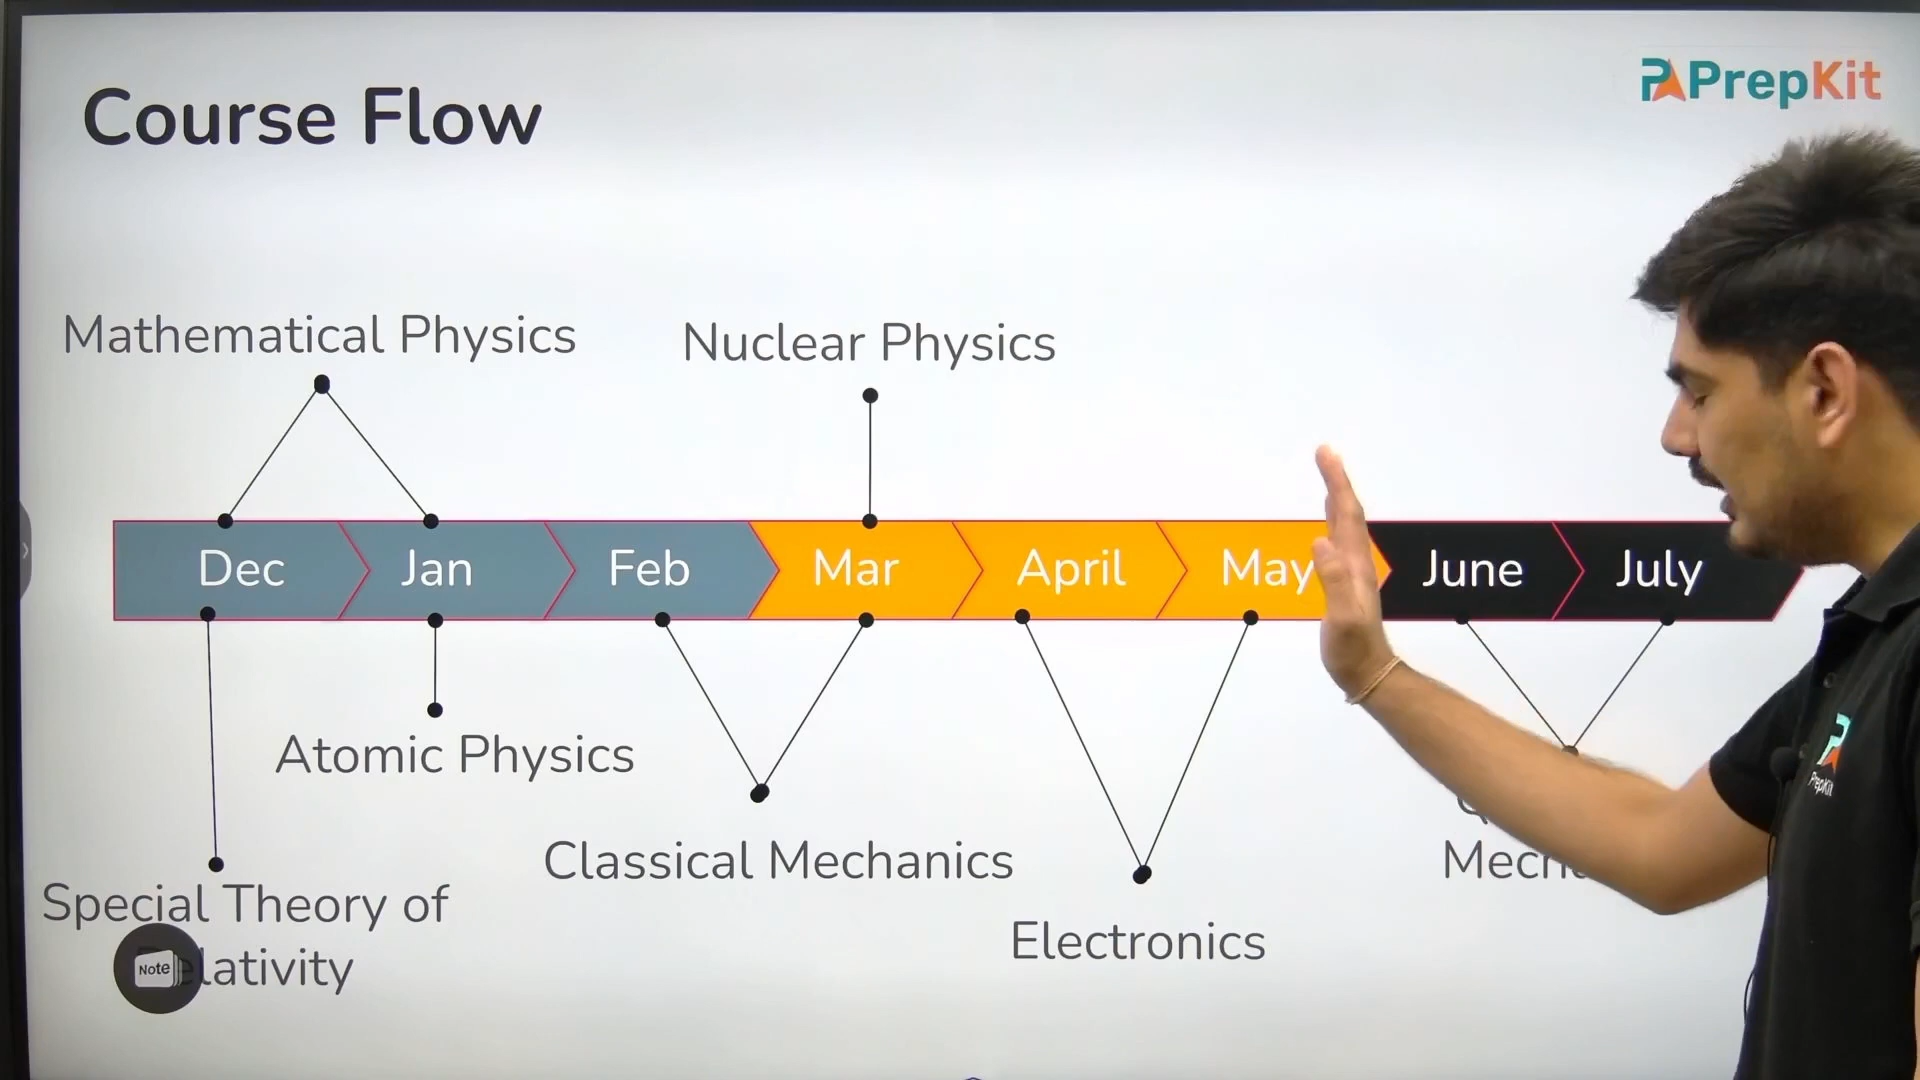 Course Flow
PrepKit
Mathematical Physics
Nuclear Physics
Dec
Jan
Feb
Mar
April
May
June
July
Atomic Physics
Classical Mechanics
Special Theory of
Electronics
Note
PrepKit